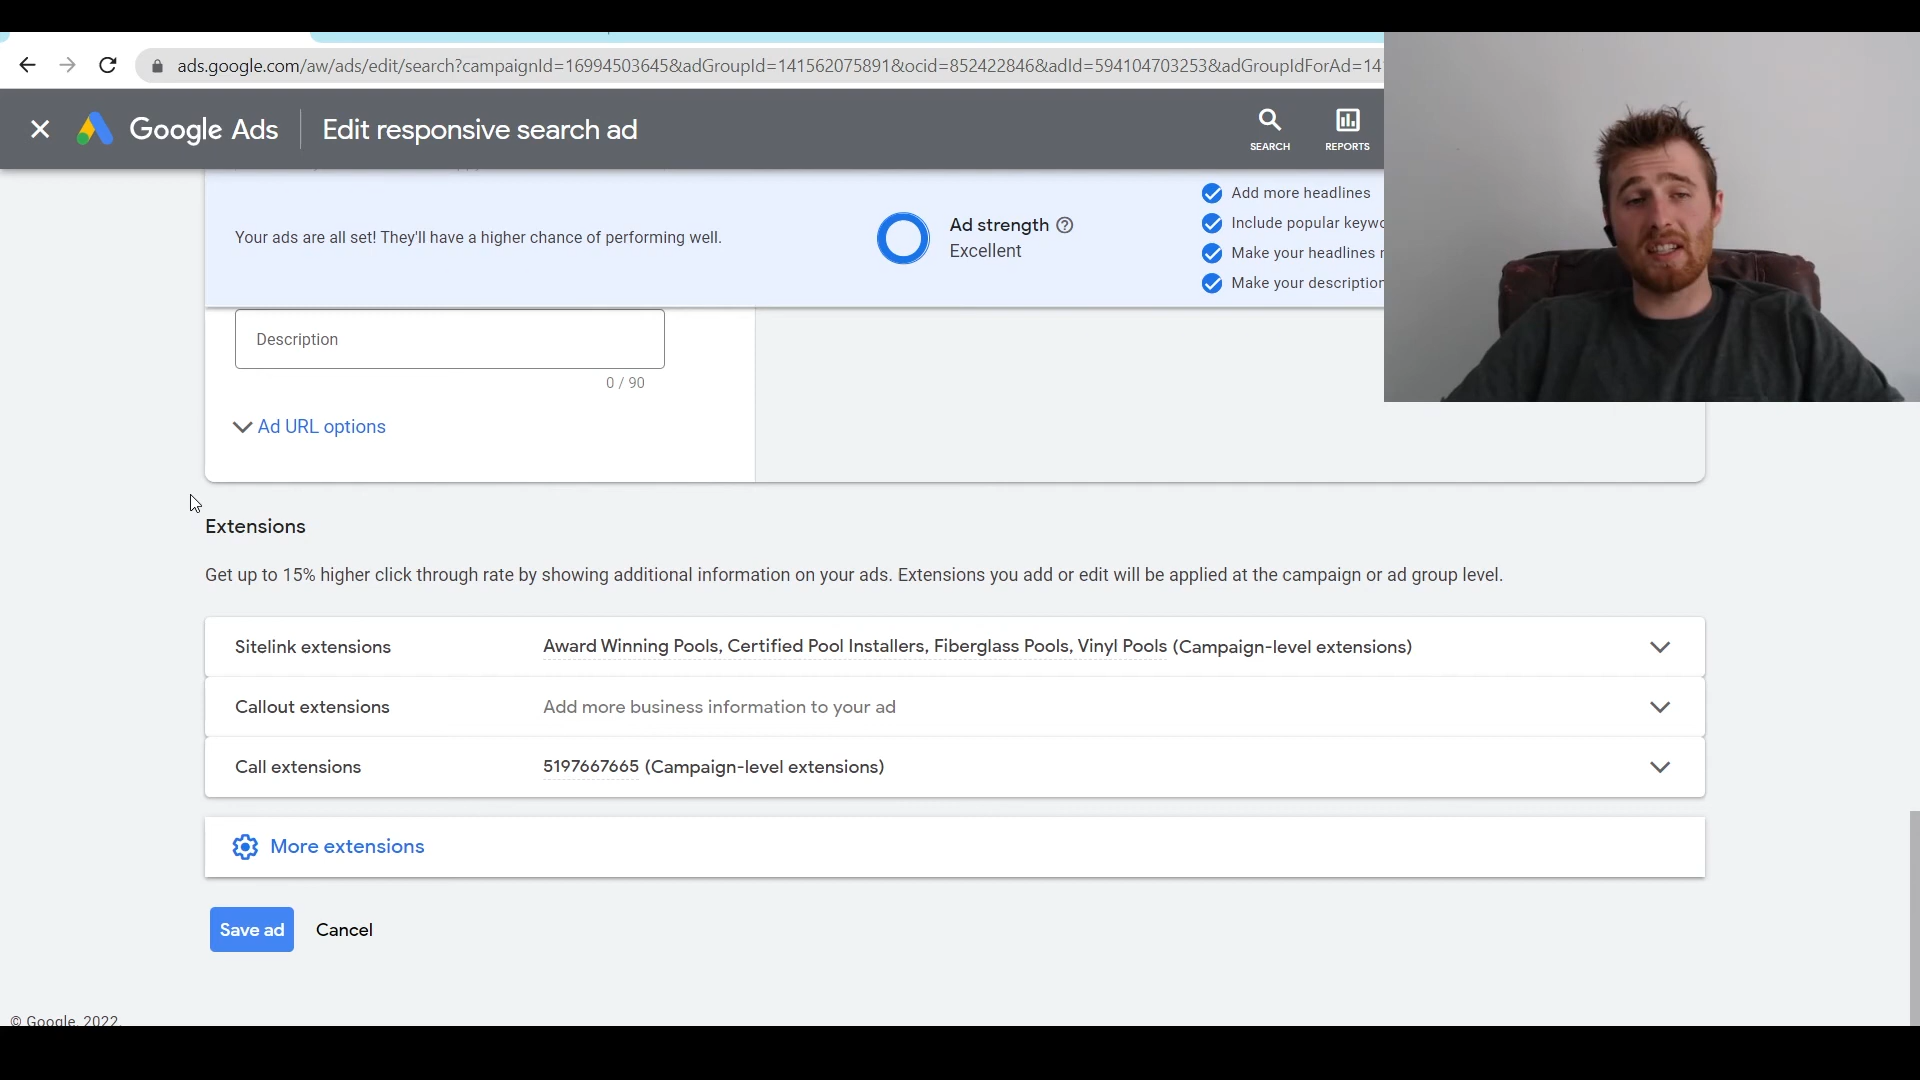 ads.google.com/aw/ads/edit/search?campaignId=16994503645&adGroupId=141562075891&ocid=852422846&adId=594104703253&adGroupIdForAd=14
Google Ads
Edit responsive search ad
SEARCH
REPORTS
Your ads are all set! They'll have a higher chance of performing well.
Ad strength
Excellent
Add more headlines
Include popular keywo
Make your headlines
Make your description
Description
0 / 90
Ad URL options
Extensions
Get up to 15% higher click through rate by showing additional information on your ads. Extensions you add or edit will be applied at the campaign or ad group level.
Sitelink extensions
Award Winning Pools, Certified Pool Installers, Fiberglass Pools, Vinyl Pools (Campaign-level extensions)
Callout extensions
Add more business information to your ad
Call extensions
5197667665 (Campaign-level extensions)
More extensions
Save ad
Cancel
© Google, 2022.